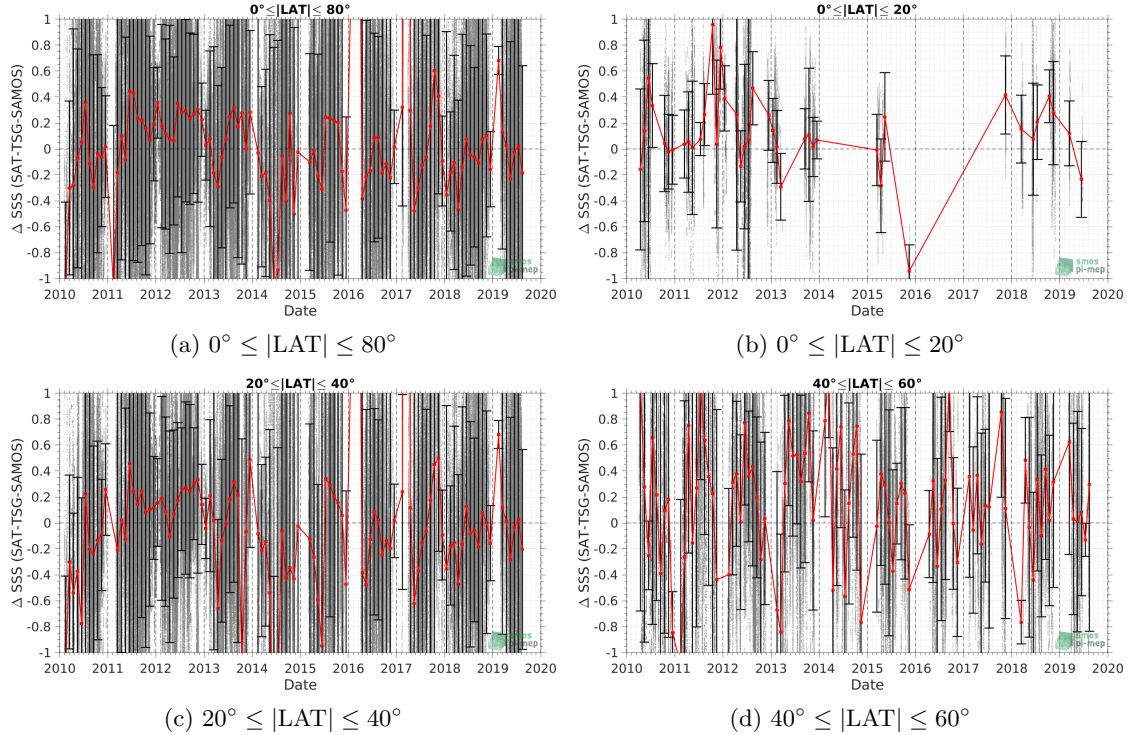 0°≤|LAT|≤ 80°
Δ SSS (SAT-TSG-SAMOS)
1
0.8
0.6
0.4
0.2
0
-0.2
-0.4
-0.6
-0.8
-1
2010 2011 2012 2013 2014 2015 2016 2017 2018 2019 2020
Date
smos
pi-mep
(a) 0° ≤ |LAT| ≤ 80°
0°≤|LAT|≤ 20°
Δ SSS (SAT-TSG-SAMOS)
1
0.8
0.6
0.4
0.2
0
-0.2
-0.4
-0.6
-0.8
-1
2010 2011 2012 2013 2014 2015 2016 2017 2018 2019 2020
Date
smos
pi-mep
(b) 0° ≤ |LAT| ≤ 20°
20°≤|LAT|≤ 40°
Δ SSS (SAT-TSG-SAMOS)
1
0.8
0.6
0.4
0.2
0
-0.2
-0.4
-0.6
-0.8
-1
2010 2011 2012 2013 2014 2015 2016 2017 2018 2019 2020
Date
smos
pi-mep
(c) 20° ≤ |LAT| ≤ 40°
40°≤|LAT|≤ 60°
Δ SSS (SAT-TSG-SAMOS)
1
0.8
0.6
0.4
0.2
0
-0.2
-0.4
-0.6
-0.8
-1
2010 2011 2012 2013 2014 2015 2016 2017 2018 2019 2020
Date
smos
pi-mep
(d) 40° ≤ |LAT| ≤ 60°